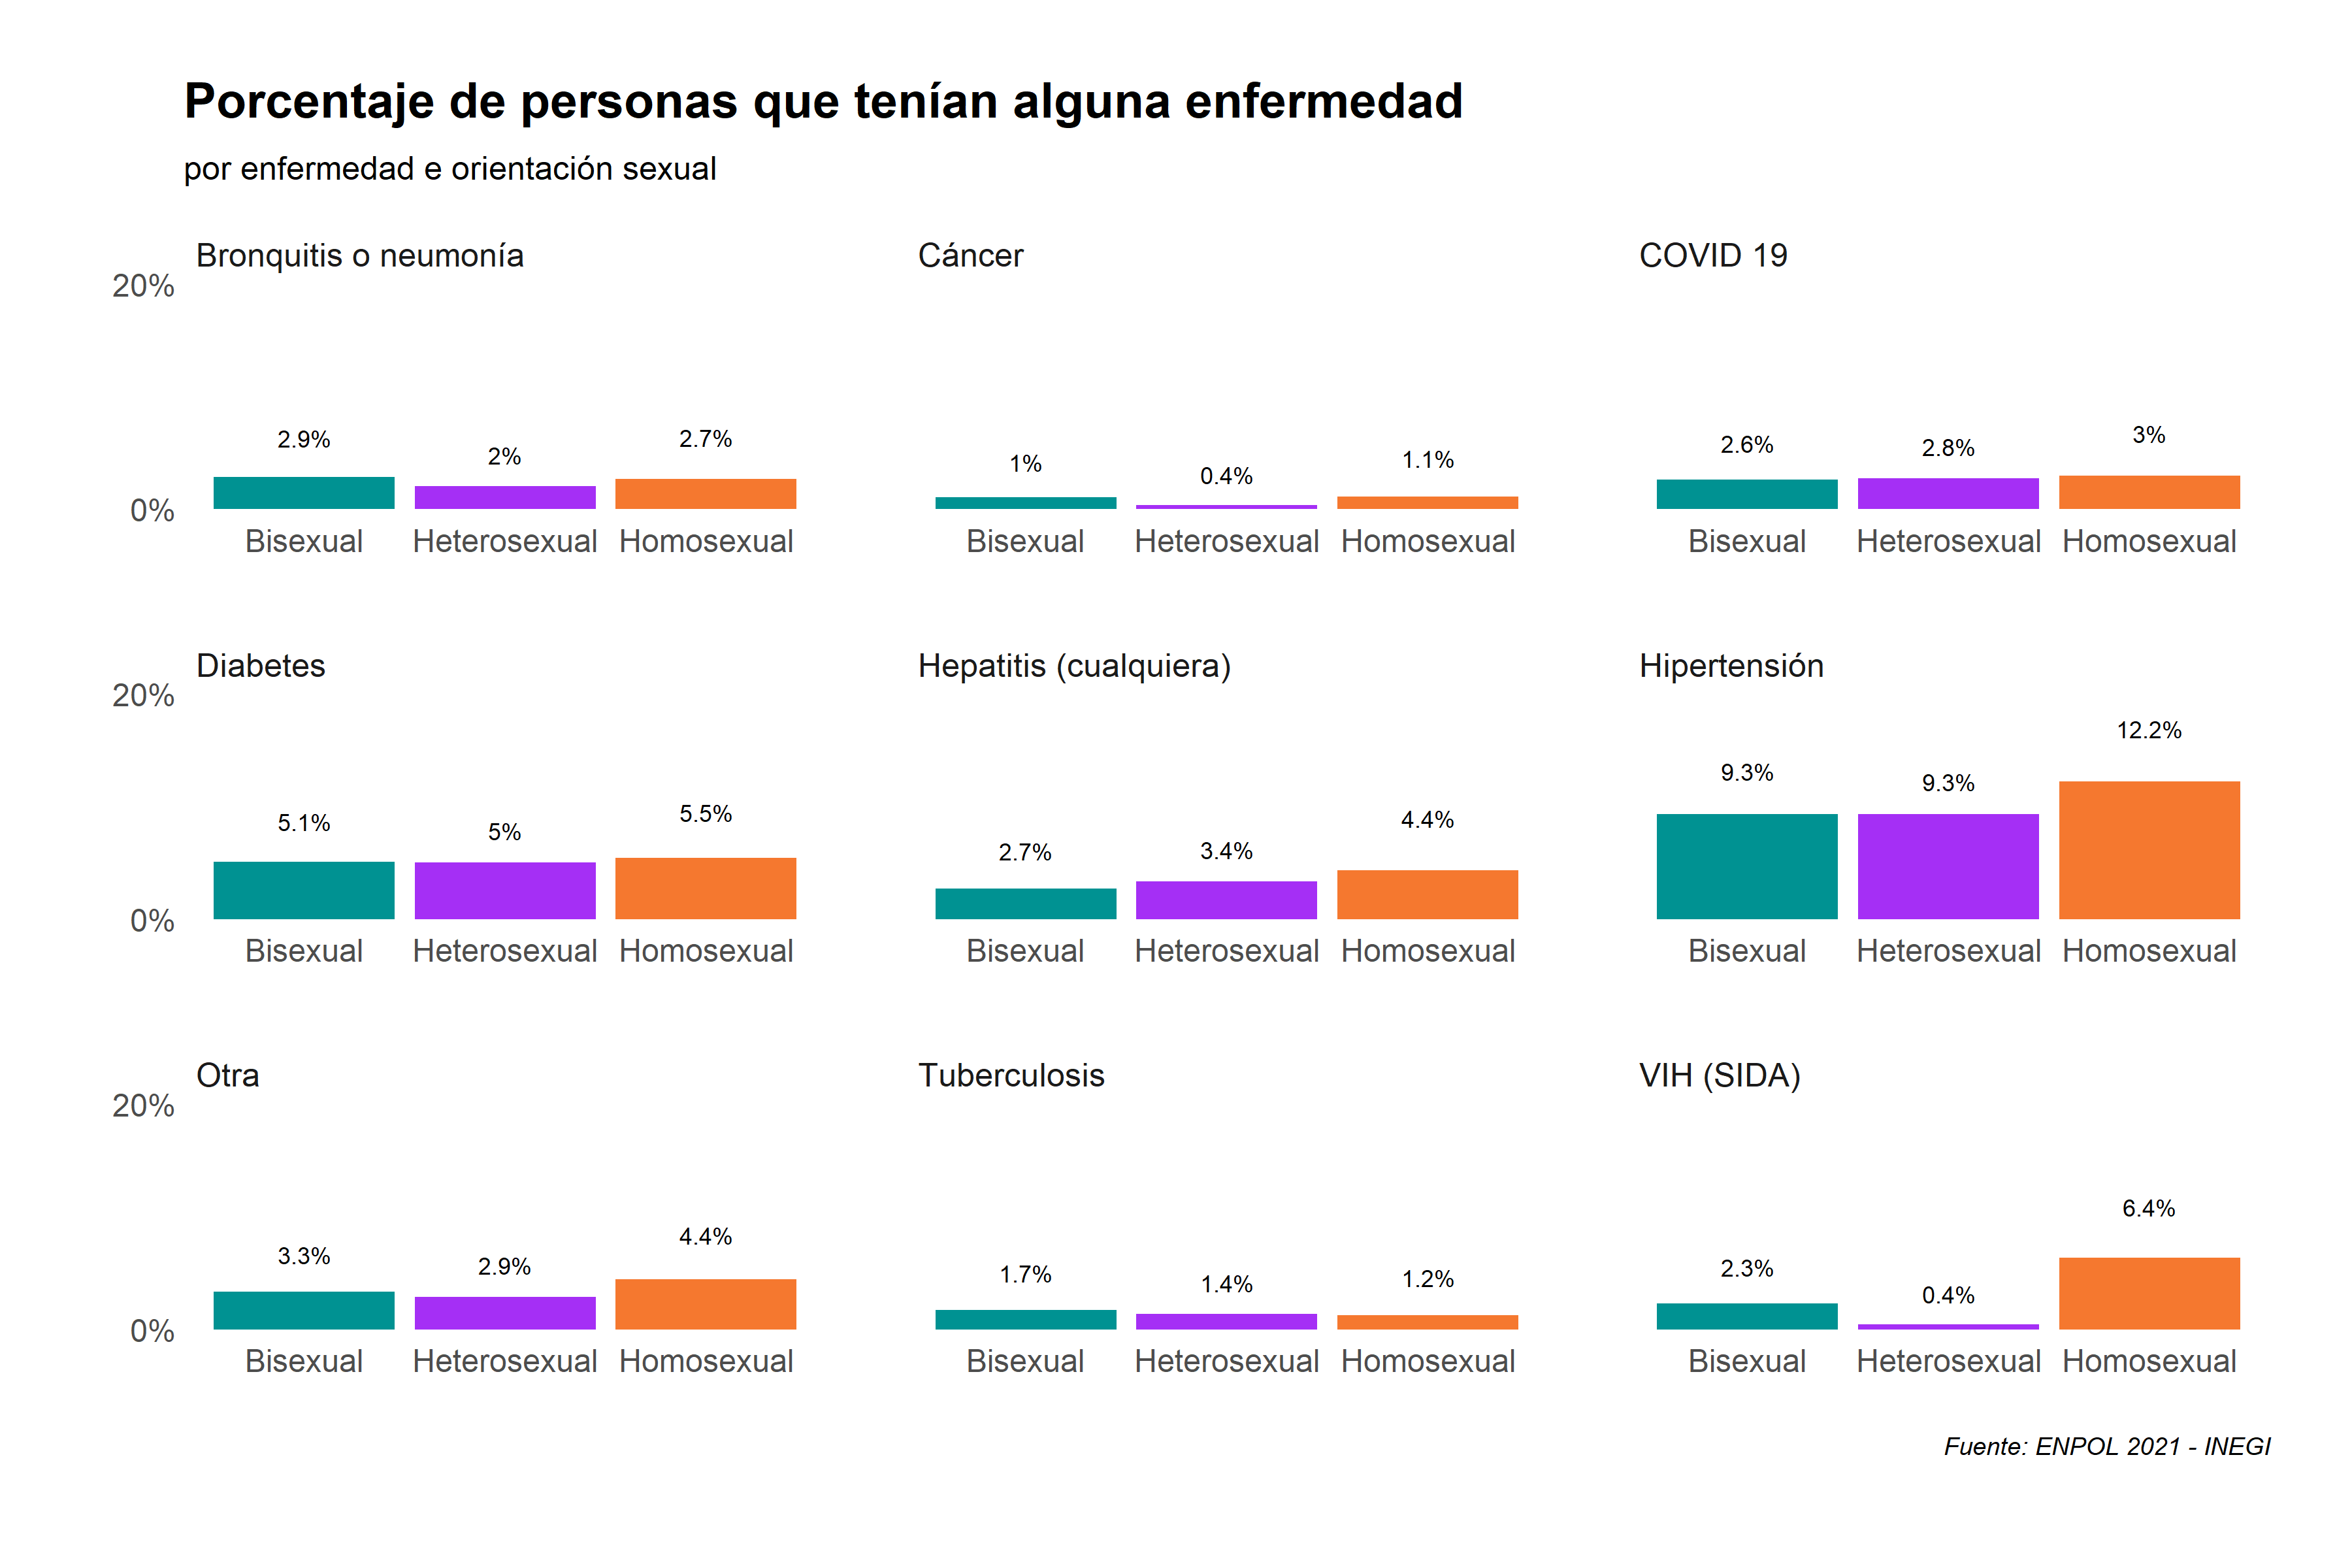 Porcentaje de personas que tenían alguna enfermedad
por enfermedad e orientación sexual
Bronquitis o neumonía
20%
2.9%
2%
2.7%
0%
Bisexual
Heterosexual
Homosexual
Cáncer
1%
0.4%
1.1%
Bisexual
Heterosexual
Homosexual
COVID 19
2.6%
2.8%
3%
Bisexual
Heterosexual
Homosexual
Diabetes
20%
5.1%
5%
5.5%
0%
Bisexual
Heterosexual
Homosexual
Hepatitis (cualquiera)
2.7%
3.4%
4.4%
Bisexual
Heterosexual
Homosexual
Hipertensión
9.3%
9.3%
12.2%
Bisexual
Heterosexual
Homosexual
Otra
20%
3.3%
2.9%
4.4%
0%
Bisexual
Heterosexual
Homosexual
Tuberculosis
1.7%
1.4%
1.2%
Bisexual
Heterosexual
Homosexual
VIH (SIDA)
2.3%
0.4%
6.4%
Bisexual
Heterosexual
Homosexual
Fuente: ENPOL 2021 - INEGI